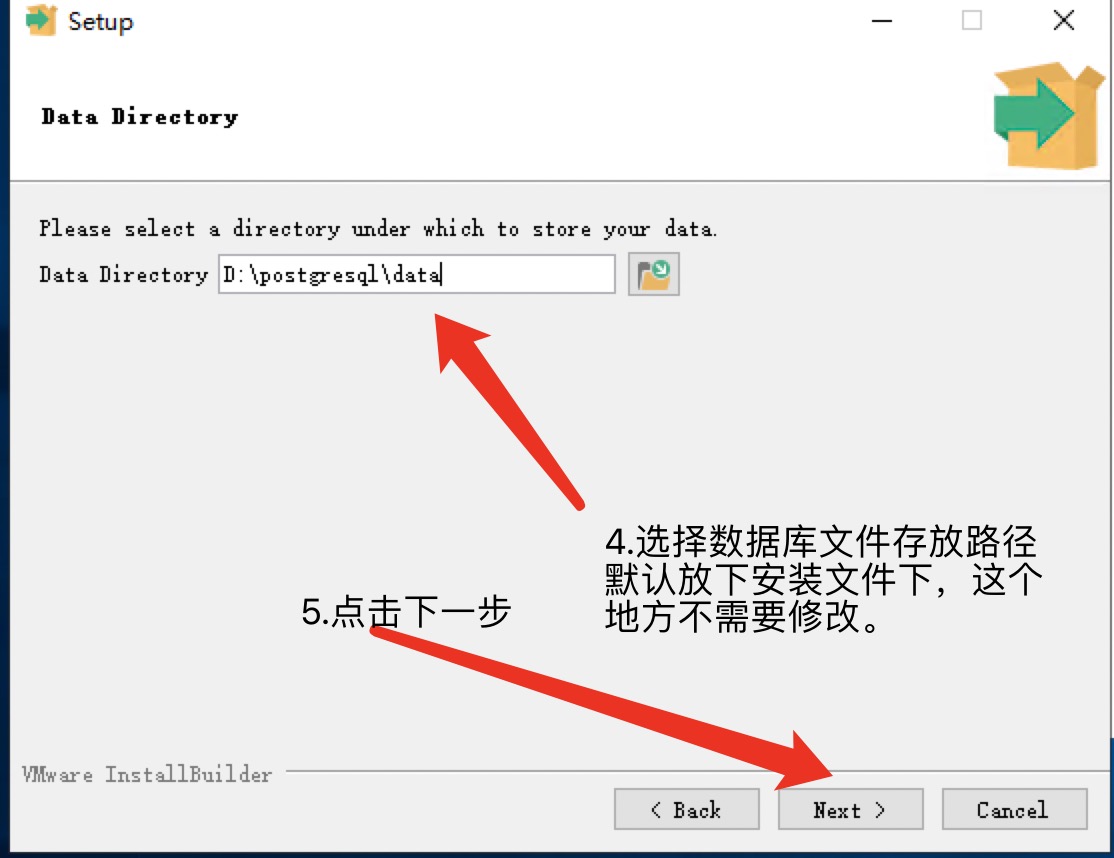 Setup
Data Directory
Please select a directory under which to store your data.
Data Directory D:\postgresql\data
4.选择数据库文件存放路径
默认放下安装文件下，这个
地方不需要修改。
5.点击下一步
VMware InstallBuilder
< Back Next > Cancel